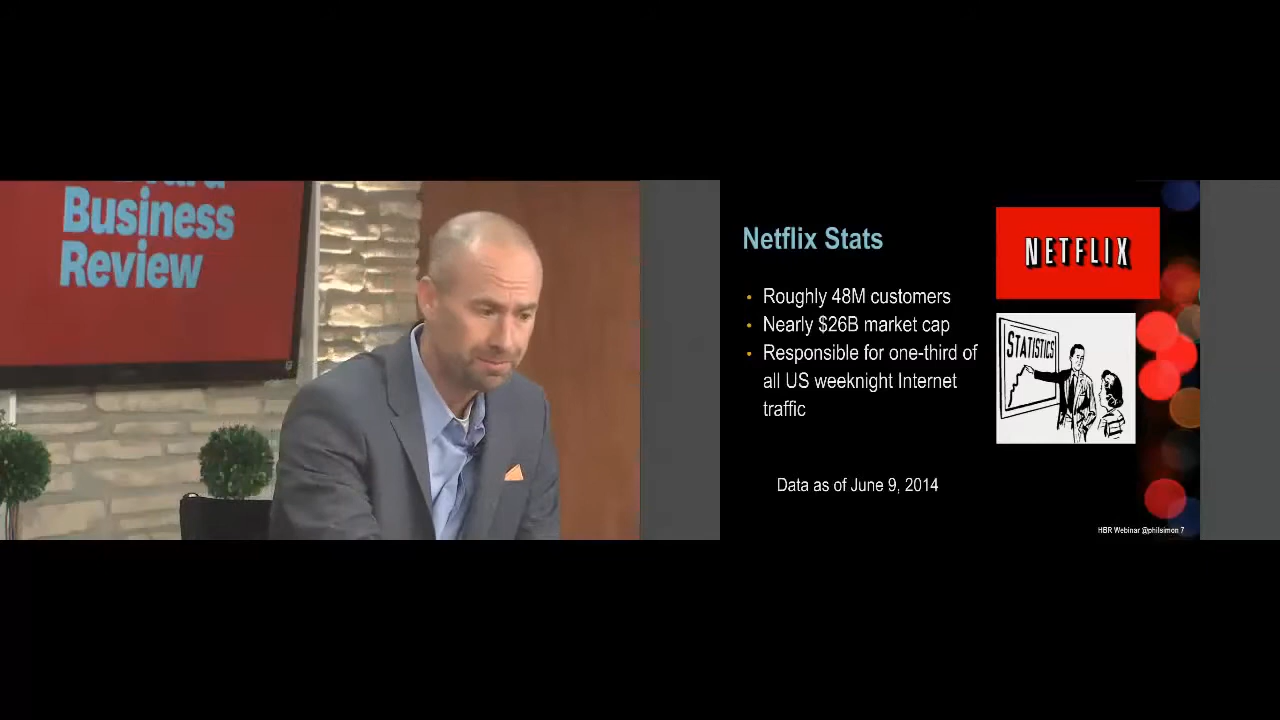 Business
Review
Netflix Stats
NETFLIX
• Roughly 48M customers
• Nearly $26B market cap
• Responsible for one-third of
all US weeknight Internet
traffic
STATISTICS
Data as of June 9, 2014
HBR Webinar @philsimon 7